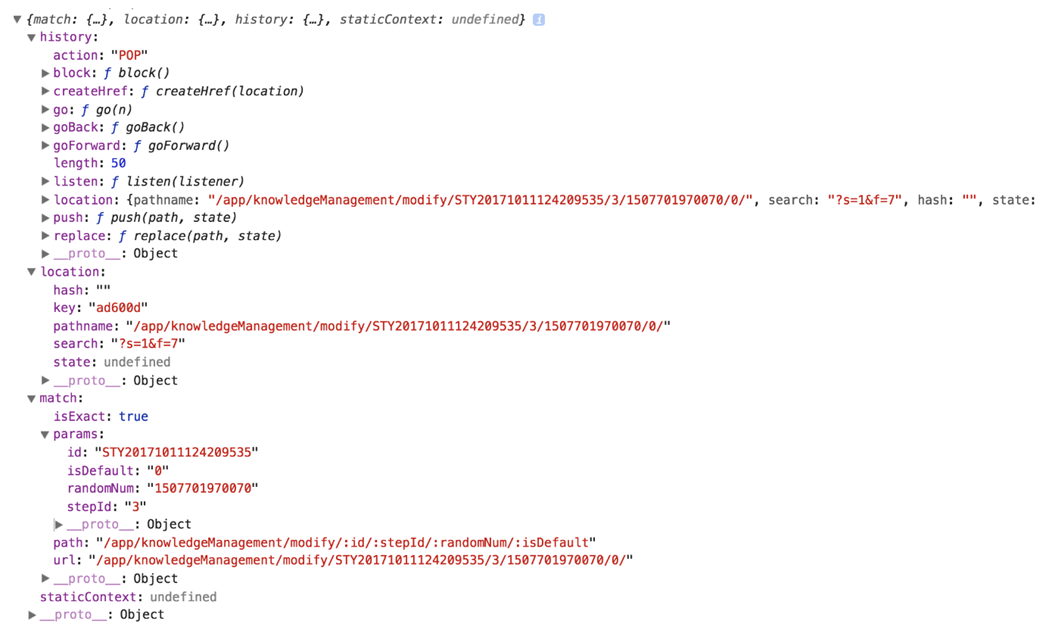 {match: {…}, location: {…}, history: {…}, staticContext: undefined} i
history:
action: "POP"
block: ƒ block()
createHref: ƒ createHref(location)
go: ƒ go(n)
goBack: ƒ goBack()
goForward: ƒ goForward()
length: 50
listen: ƒ listen(listener)
location: {pathname: "/app/knowledgeManagement/modify/STY20171011124209535/3/1507701970070/0/", search: "?s=1&f=7", hash: "", state:
push: ƒ push(path, state)
replace: ƒ replace(path, state)
__proto__: Object
location:
hash: ""
key: "ad600d"
pathname: "/app/knowledgeManagement/modify/STY20171011124209535/3/1507701970070/0/"
search: "?s=1&f=7"
state: undefined
__proto__: Object
match:
isExact: true
params:
id: "STY20171011124209535"
isDefault: "0"
randomNum: "1507701970070"
stepId: "3"
__proto__: Object
path: "/app/knowledgeManagement/modify/:id/:stepId/:randomNum/:isDefault"
url: "/app/knowledgeManagement/modify/STY20171011124209535/3/1507701970070/0/"
__proto__: Object
staticContext: undefined
__proto__: Object